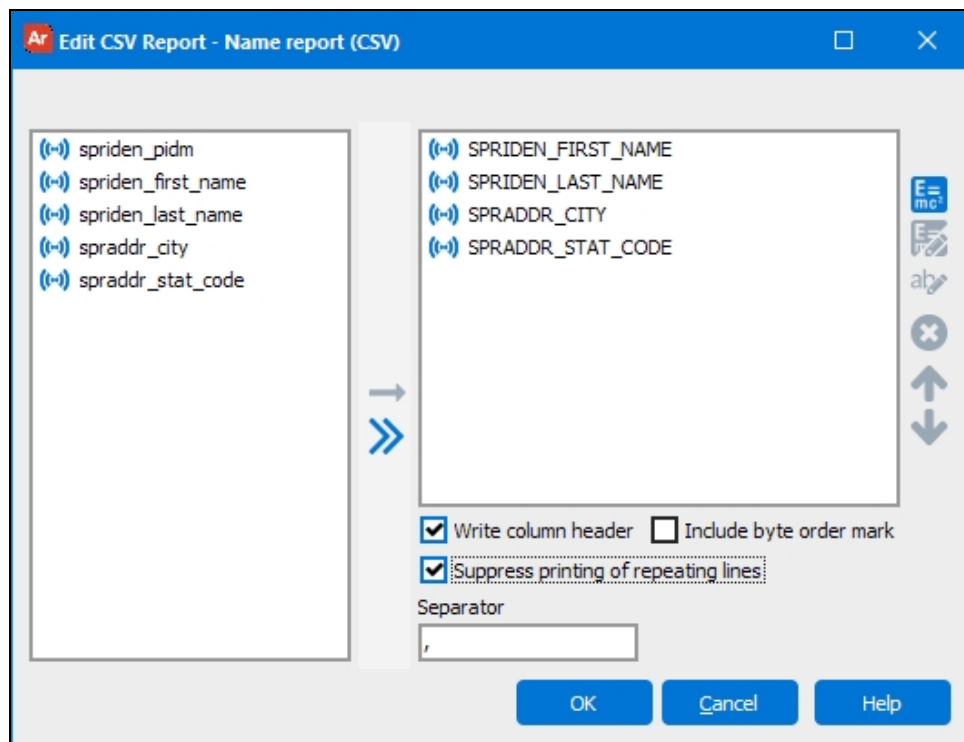 Ar Edit CSV Report - Name report (CSV)
spriden_pidm
spriden_first_name
spriden_last_name
spraddr_city
spraddr_stat_code
SPRIDEN_FIRST_NAME
SPRIDEN_LAST_NAME
SPRADDR_CITY
SPRADDR_STAT_CODE
E=
mc²
ab
Write column header Include byte order mark
Suppress printing of repeating lines
Separator
,
OK Cancel Help